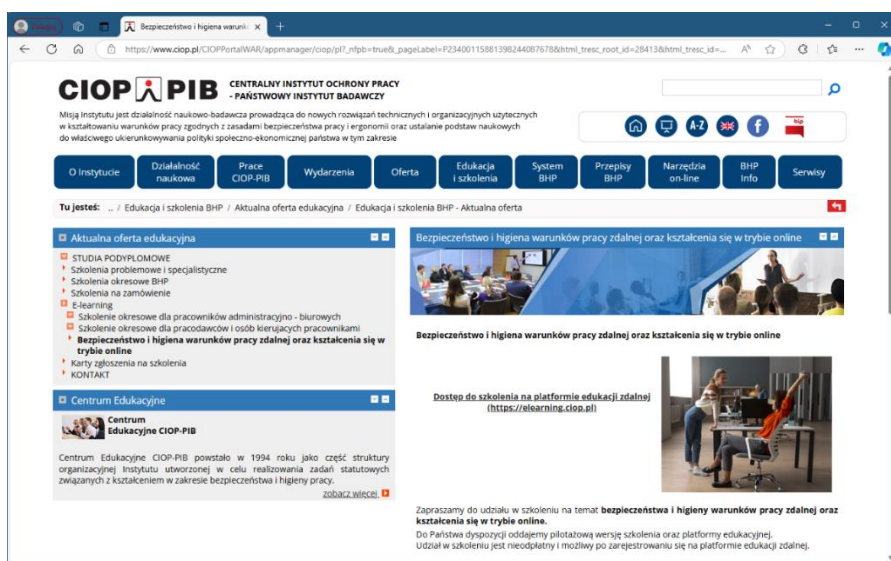 Bezpieczeństwo i higiena warunk
https://www.ciop.pl/CIOPPortalWAR/appmanager/ciop/pl?_nfpb=true&_pageLabel=P23400115881398244087678&html_tresc_root_id=28413&html_tresc_id=...
CIOP PIB
CENTRALNY INSTYTUT OCHRONY PRACY
- PAŃSTWOWY INSTYTUT BADAWCZY
Misją Instytutu jest działalność naukowo-badawcza prowadząca do nowych rozwiązań technicznych i organizacyjnych użytecznych
w kształtowaniu warunków pracy zgodnych z zasadami bezpieczeństwa pracy i ergonomii oraz ustalanie podstaw naukowych
do właściwego ukierunkowywania polityki społeczno-ekonomicznej państwa w tym zakresie
A-Z
f
bip
O Instytucie
Działalność
naukowa
Prace
CIOP-PIB
Wydarzenia
Oferta
Edukacja
i szkolenia
System
BHP
Przepisy
BHP
Narzędzia
on-line
BHP
Info
Serwisy
Tu jesteś: .. / Edukacja i szkolenia BHP / Aktualna oferta edukacyjna / Edukacja i szkolenia BHP - Aktualna oferta
Aktualna oferta edukacyjna
STUDIA PODYPLOMOWE
Szkolenia problemowe i specjalistyczne
Szkolenia okresowe BHP
Szkolenia na zamówienie
E-learning
Szkolenie okresowe dla pracowników administracyjno - biurowych
Szkolenie okresowe dla pracodawców i osób kierujących pracownikami
Bezpieczeństwo i higiena warunków pracy zdalnej oraz kształcenia się w
trybie online
Karty zgłoszenia na szkolenia
KONTAKT
Centrum Edukacyjne
Centrum
Edukacyjne CIOP-PIB
Centrum Edukacyjne CIOP-PIB powstało w 1994 roku jako część struktury
organizacyjnej Instytutu utworzonej w celu realizowania zadań statutowych
związanych z kształceniem w zakresie bezpieczeństwa i higieny pracy.
zobacz więcej
Bezpieczeństwo i higiena warunków pracy zdalnej oraz kształcenia się w trybie online
Bezpieczeństwo i higiena warunków pracy zdalnej oraz kształcenia się w trybie online
Dostęp do szkolenia na platformie edukacji zdalnej
(https://elearning.ciop.pl)
Zapraszamy do udziału w szkoleniu na temat bezpieczeństwa i higieny warunków pracy zdalnej oraz
kształcenia się w trybie online.
Do Państwa dyspozycji oddajemy pilotażową wersję szkolenia oraz platformy edukacyjnej.
Udział w szkoleniu jest nieodpłatny i możliwy po zarejestrowaniu się na platformie edukacji zdalnej.